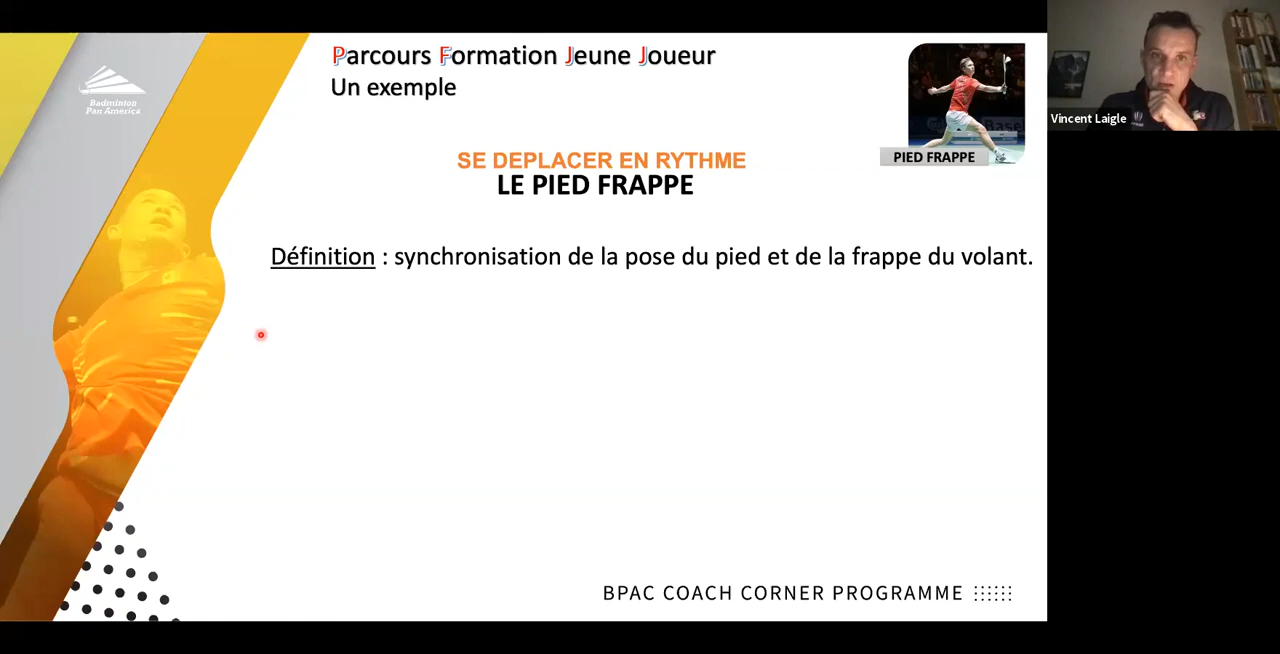 Parcours Formation Jeune Joueur
Un exemple
Badminton
Pan America
Vincent Laigle
PIED FRAPPE
SE DEPLACER EN RYTHME
LE PIED FRAPPE
Définition : synchronisation de la pose du pied et de la frappe du volant.
BPAC COACH CORNER PROGRAMME